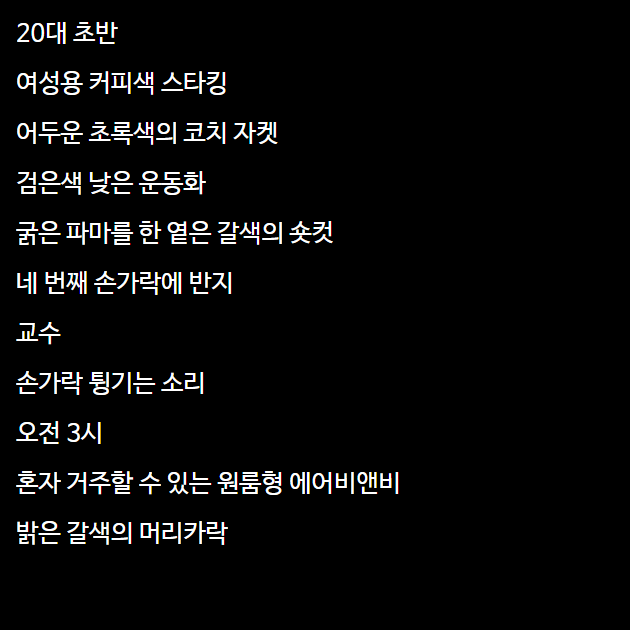 20대 초반
여성용 커피색 스타킹
어두운 초록색의 코치 자켓
검은색 낮은 운동화
굵은 파마를 한 옅은 갈색의 숏컷
네 번째 손가락에 반지
교수
손가락 튕기는 소리
오전 3시
혼자 거주할 수 있는 원룸형 에어비앤비
밝은 갈색의 머리카락